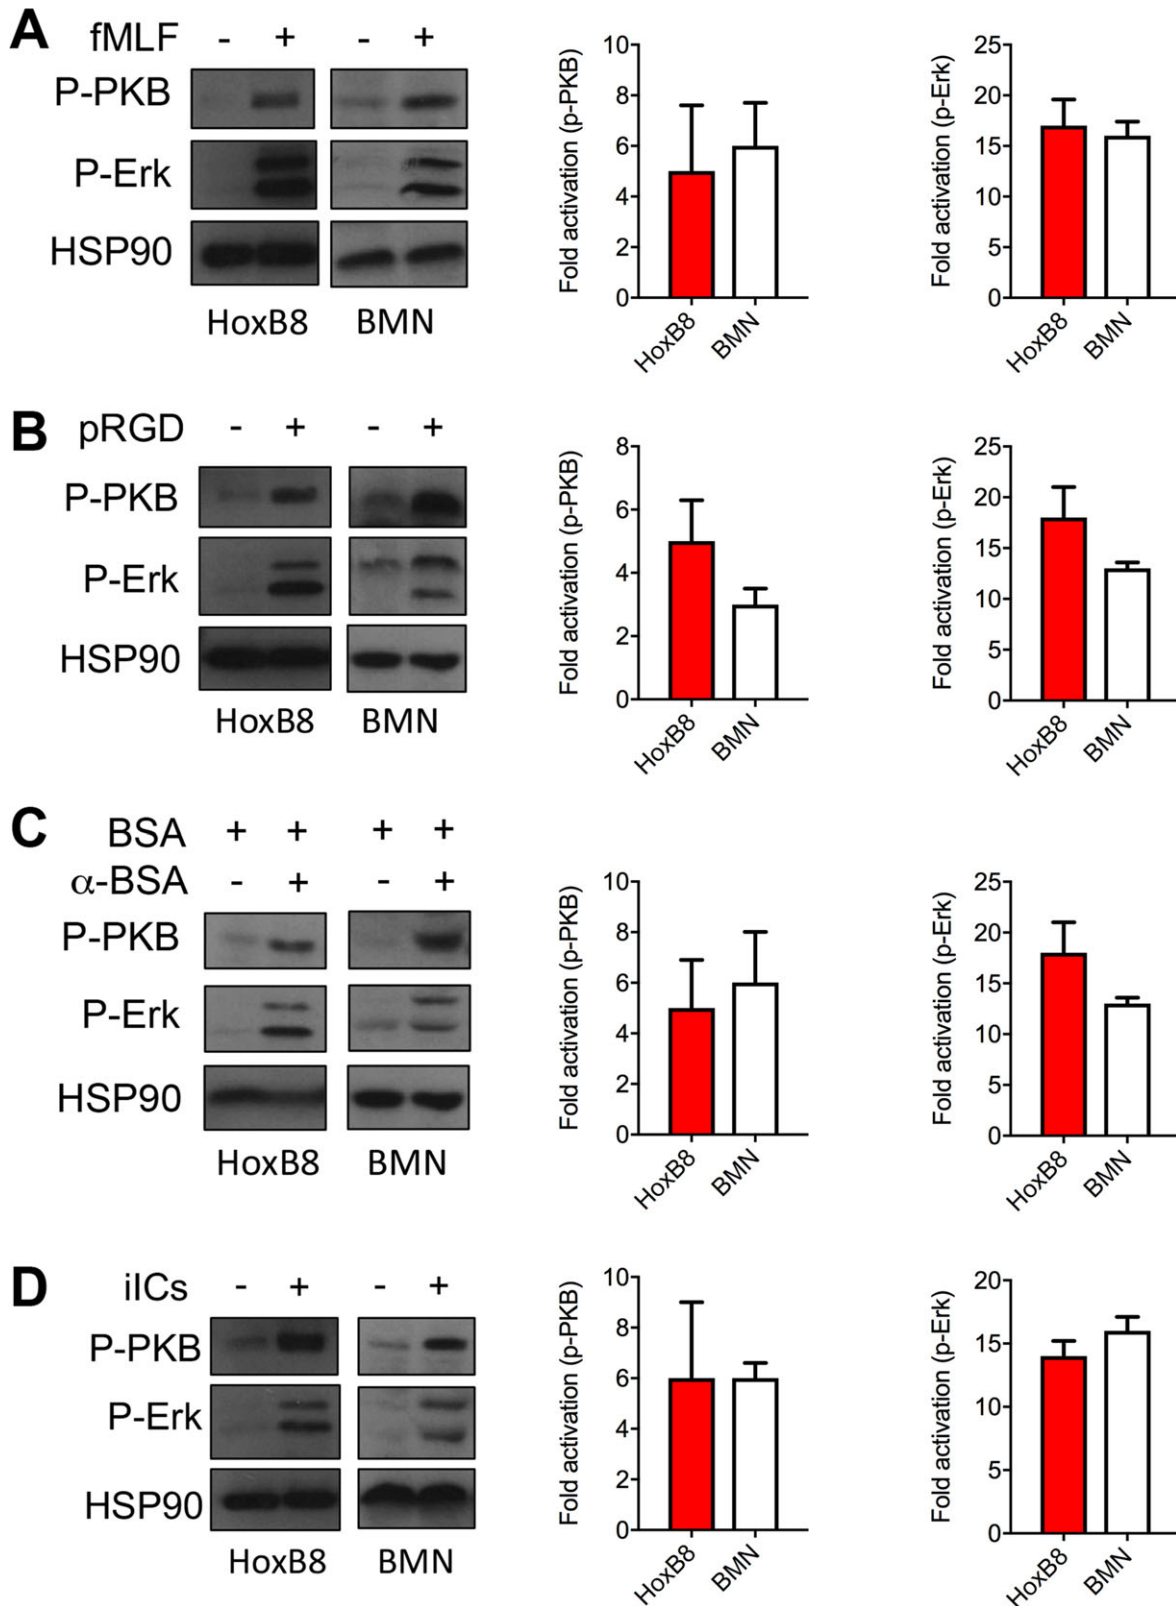 A
fMLF - + - +
P-PKB
P-Erk
HSP90
HoxB8 BMN
Fold activation (p-PKB)
10
8
6
4
2
0
HoxB8 BMN
Fold activation (p-Erk)
25
20
15
10
5
0
HoxB8 BMN
B
pRGD - + - +
P-PKB
P-Erk
HSP90
HoxB8 BMN
Fold activation (p-PKB)
8
6
4
2
0
HoxB8 BMN
Fold activation (p-Erk)
25
20
15
10
5
0
HoxB8 BMN
C
BSA + + + +
α-BSA - + - +
P-PKB
P-Erk
HSP90
HoxB8 BMN
Fold activation (p-PKB)
10
8
6
4
2
0
HoxB8 BMN
Fold activation (p-Erk)
25
20
15
10
5
0
HoxB8 BMN
D
iICs - + - +
P-PKB
P-Erk
HSP90
HoxB8 BMN
Fold activation (p-PKB)
10
8
6
4
2
0
HoxB8 BMN
Fold activation (p-Erk)
20
15
10
5
0
HoxB8 BMN